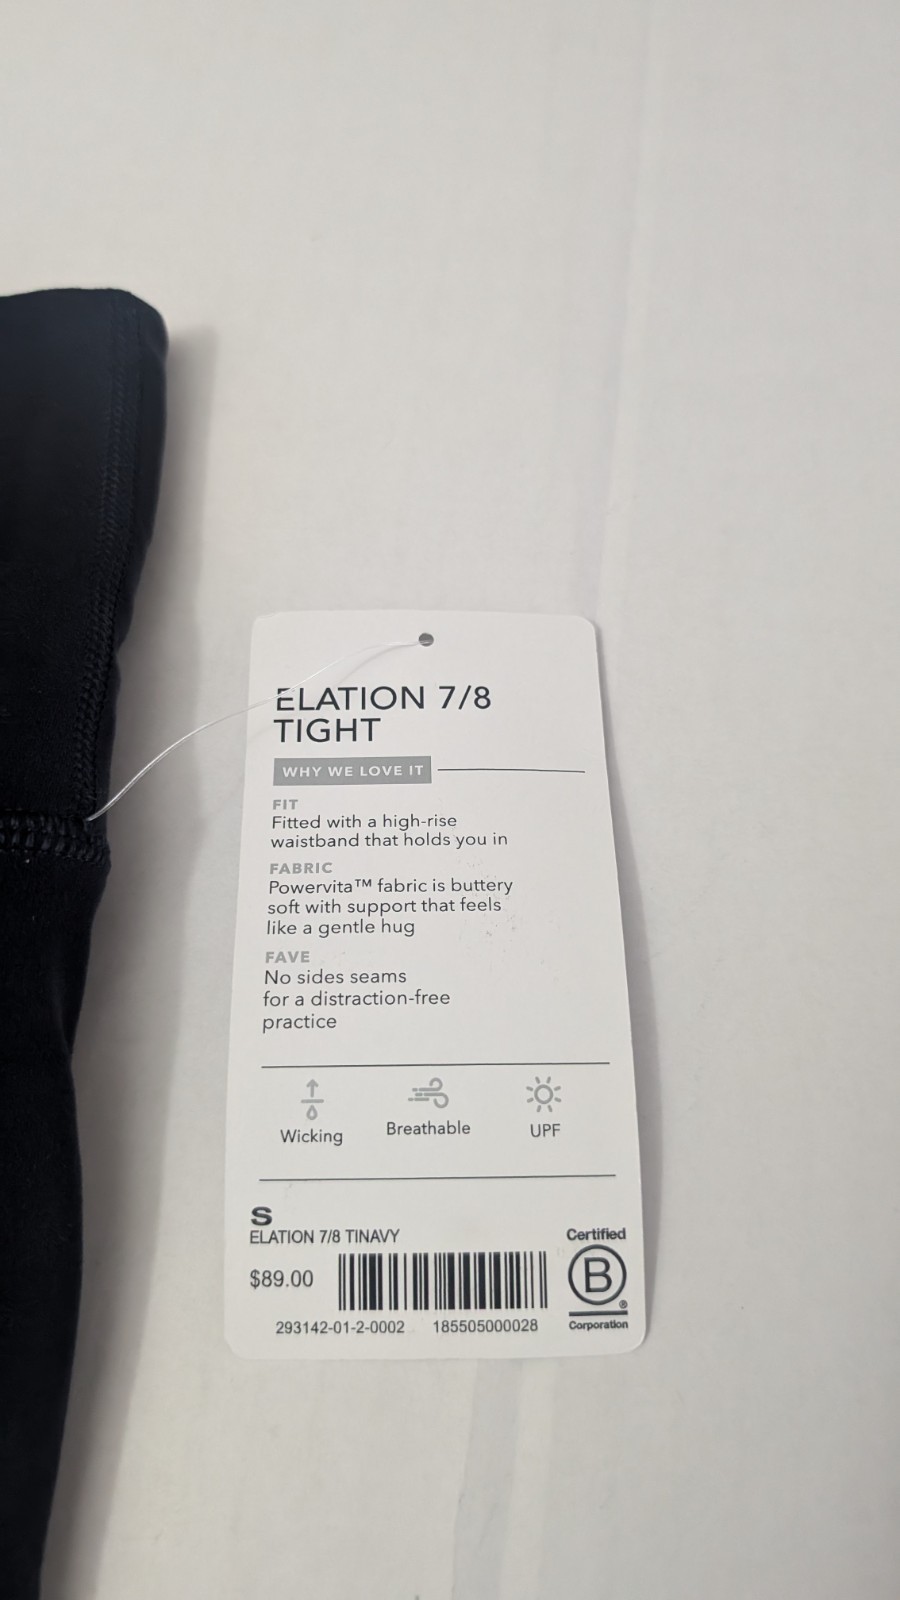 ELATION 7/8
TIGHT
WHY WE LOVE IT
FIT
Fitted with a high-rise
waistband that holds you in
FABRIC
Powervita™ fabric is buttery
soft with support that feels
like a gentle hug
FAVE
No sides seams
for a distraction-free
practice
Wicking
Breathable
UPF
S
ELATION 7/8 TINAVY
$89.00
293142-01-2-0002 185505000028
Certified
B
®
Corporation